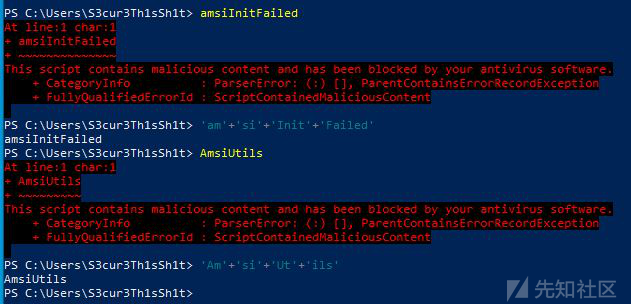 PS C:\Users\S3cur3Th1sSh1t> amsiInitFailed
At line:1 char:1
+ amsiInitFailed
+ ~~~~~~~~~~~~~~
This script contains malicious content and has been blocked by your antivirus software.
    + CategoryInfo          : ParserError: (:) [], ParentContainsErrorRecordException
    + FullyQualifiedErrorId : ScriptContainedMaliciousContent
PS C:\Users\S3cur3Th1sSh1t> 'am'+'si'+'Init'+'Failed'
amsiInitFailed
PS C:\Users\S3cur3Th1sSh1t> AmsiUtils
At line:1 char:1
+ AmsiUtils
+ ~~~~~~~~~
This script contains malicious content and has been blocked by your antivirus software.
    + CategoryInfo          : ParserError: (:) [], ParentContainsErrorRecordException
    + FullyQualifiedErrorId : ScriptContainedMaliciousContent
PS C:\Users\S3cur3Th1sSh1t> 'Am'+'si'+'Ut'+'ils'
AmsiUtils
PS C:\Users\S3cur3Th1sSh1t>
先知社区